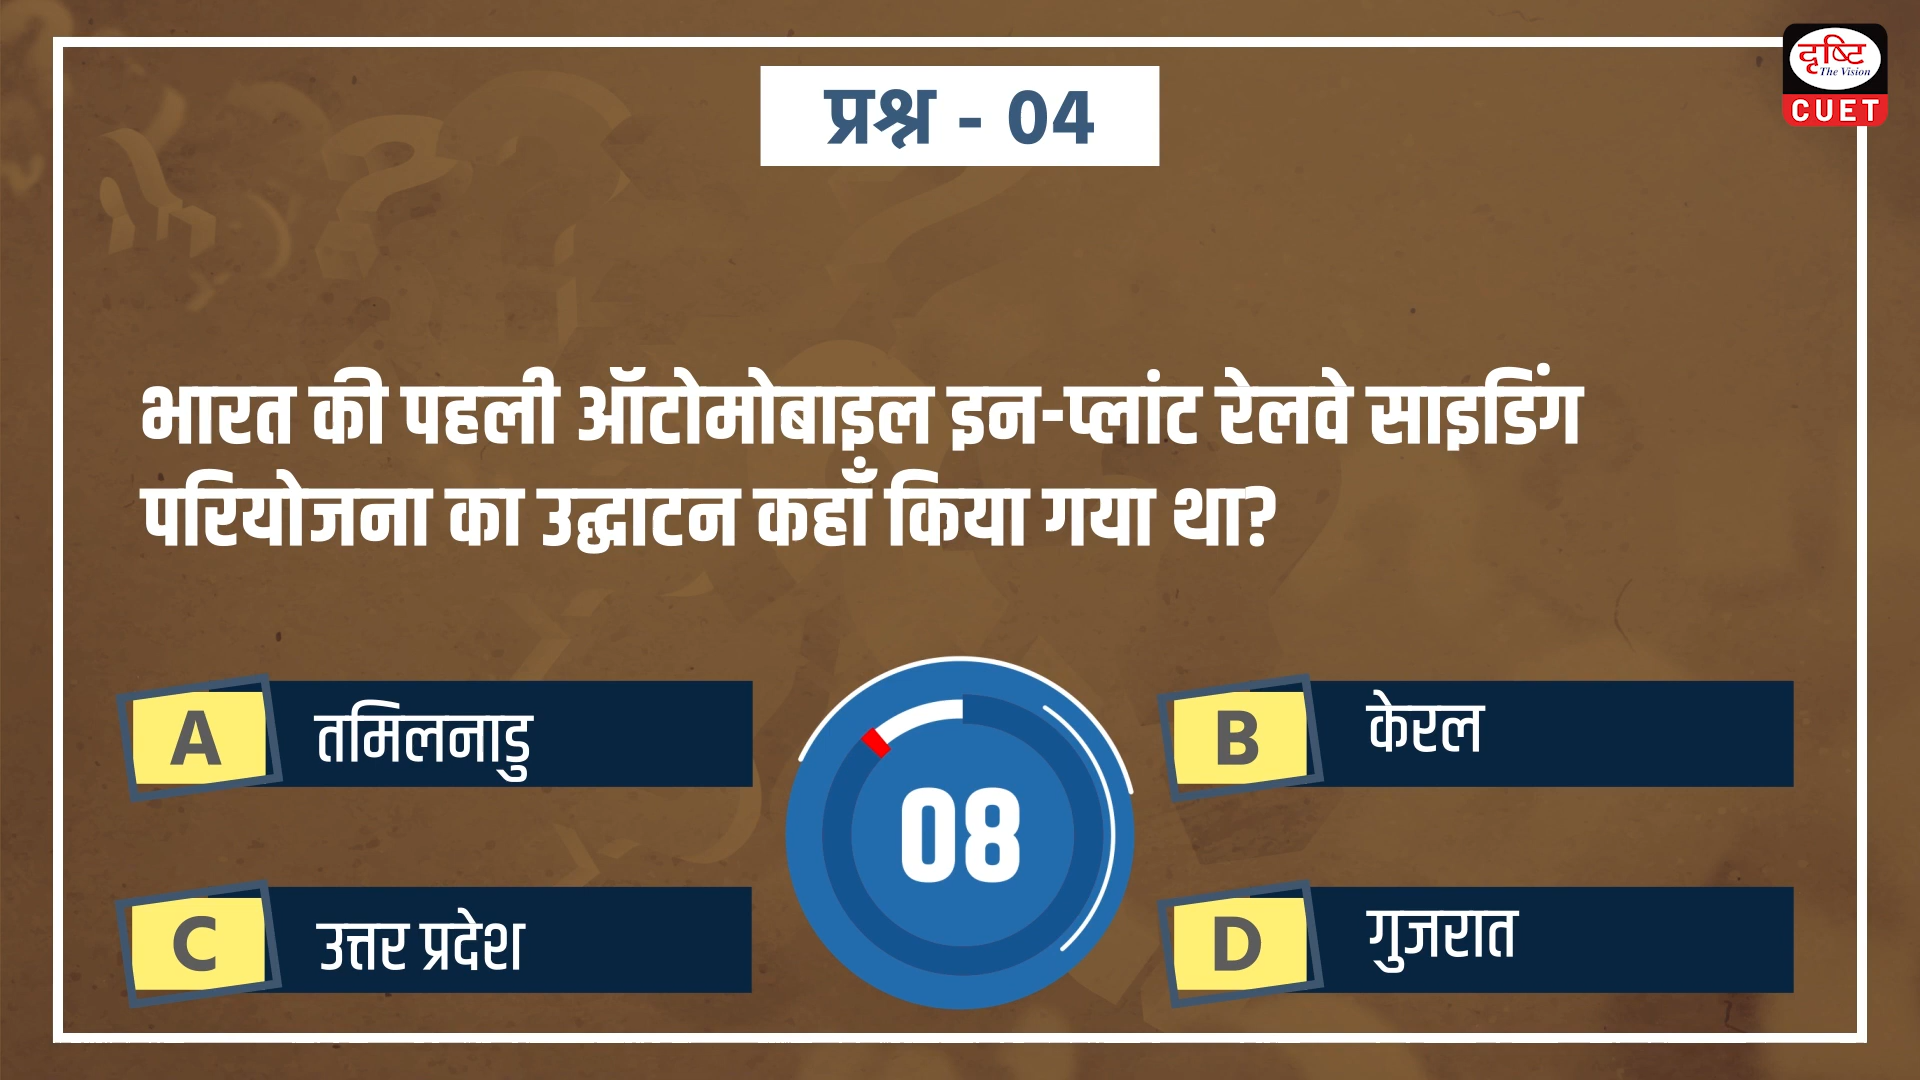 दृष्टि
The Vision
CUET
प्रश्न - 04
भारत की पहली ऑटोमोबाइल इन-प्लांट रेलवे साइडिंग
परियोजना का उद्घाटन कहाँ किया गया था?
A तमिलनाडु
B केरल
08
C उत्तर प्रदेश
D गुजरात